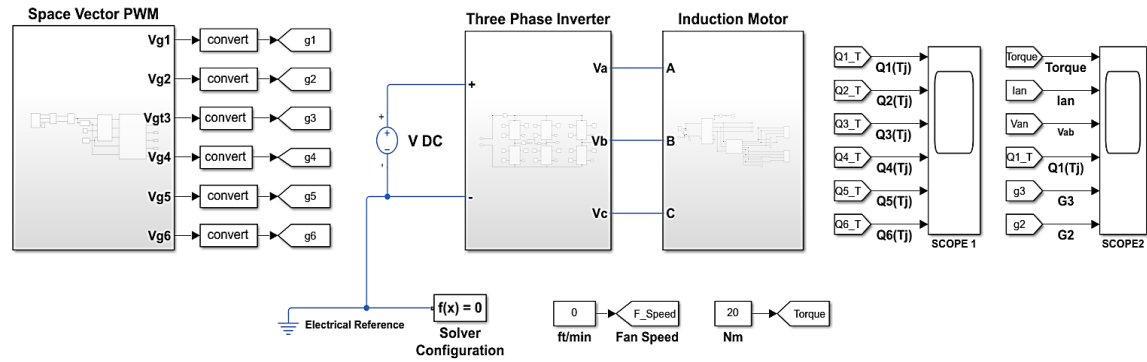 Space Vector PWM
Vg1
convert
g1
Vg2
convert
g2
Vgt3
convert
g3
Vg4
convert
g4
Vg5
convert
g5
Vg6
convert
g6
+
-
V DC
Three Phase Inverter
+
-
Va
Vb
Vc
Induction Motor
A
B
C
Q1_T
Q1(Tj)
Q2_T
Q2(Tj)
Q3_T
Q3(Tj)
Q4_T
Q4(Tj)
Q5_T
Q5(Tj)
Q6_T
Q6(Tj)
SCOPE 1
Torque
Torque
Ian
Ian
Van
Vab
Q1_T
Q1(Tj)
g3
G3
g2
G2
SCOPE2
Electrical Reference
f(x) = 0
Solver
Configuration
0
ft/min
F_Speed
Fan Speed
20
Nm
Torque